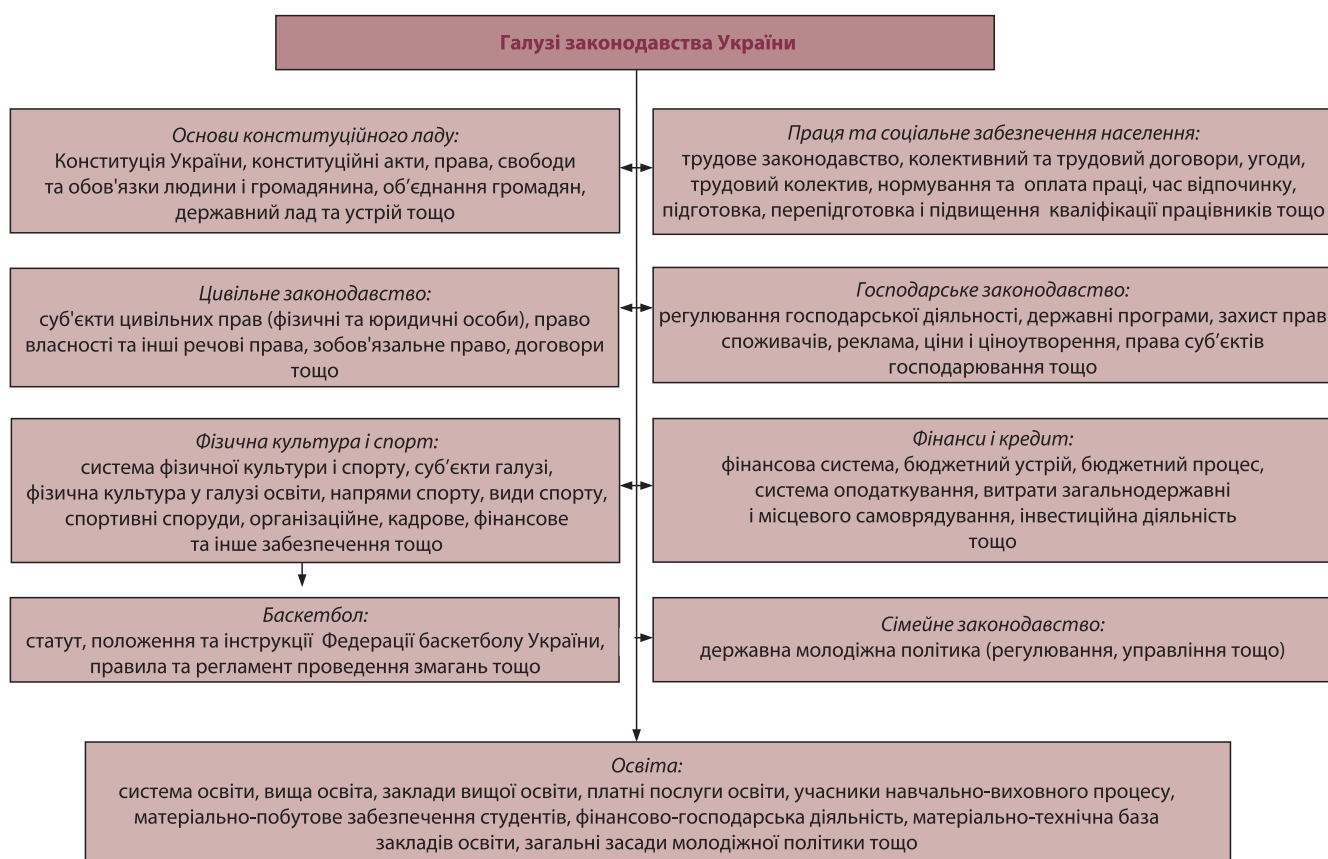 Галузі законодавства України
Основи конституційного ладу:
Конституція України, конституційні акти, права, свободи
та обов'язки людини і громадянина, об’єднання громадян,
державний лад та устрій тощо
Праця та соціальне забезпечення населення:
трудове законодавство, колективний та трудовий договори, угоди,
трудовий колектив, нормування та оплата праці, час відпочинку,
підготовка, перепідготовка і підвищення кваліфікації працівників тощо
Цивільне законодавство:
суб'єкти цивільних прав (фізичні та юридичні особи), право
власності та інші речові права, зобов'язальне право, договори
тощо
Господарське законодавство:
регулювання господарської діяльності, державні програми, захист прав
споживачів, реклама, ціни і ціноутворення, права суб’єктів
господарювання тощо
Фізична культура і спорт:
система фізичної культури і спорту, суб’єкти галузі,
фізична культура у галузі освіти, напрями спорту, види спорту,
спортивні споруди, організаційне, кадрове, фінансове
та інше забезпечення тощо
Фінанси і кредит:
фінансова система, бюджетний устрій, бюджетний процес,
система оподаткування, витрати загальнодержавні
і місцевого самоврядування, інвестиційна діяльність
тощо
Баскетбол:
статут, положення та інструкції Федерації баскетболу України,
правила та регламент проведення змагань тощо
Сімейне законодавство:
державна молодіжна політика (регулювання, управління тощо)
Освіта:
система освіти, вища освіта, заклади вищої освіти, платні послуги освіти, учасники навчально-виховного процесу,
матеріально-побутове забезпечення студентів, фінансово-господарська діяльність, матеріально-технічна база
закладів освіти, загальні засади молодіжної політики тощо